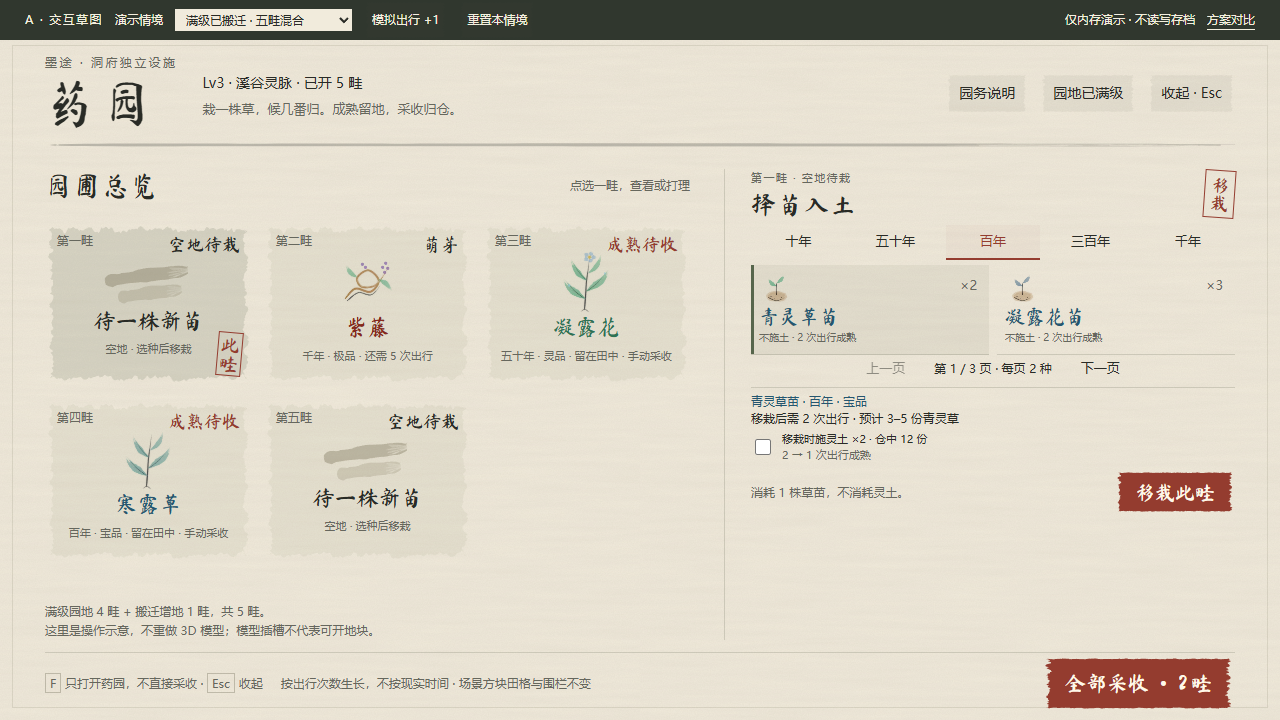 A · 交互草图 演示情境 满级已搬迁 · 五畦混合 模拟出行 +1 重置本情境 仅内存演示 · 不读写存档 方案对比
墨途 · 洞府独立设施
药园
Lv3 · 溪谷灵脉 · 已开 5 畦
栽一株草，候几番归。成熟留地，采收归仓。
园务说明 园地已满级 收起 · Esc
园圃总览
点选一畦，查看或打理
第一畦 空地待栽
待一株新苗
空地 · 选种后移栽
此畦
第二畦 萌芽
紫藤
千年 · 极品 · 还需 5 次出行
第三畦 成熟待收
凝露花
五十年 · 灵品 · 留在田中 · 手动采收
第四畦 成熟待收
寒露草
百年 · 宝品 · 留在田中 · 手动采收
第五畦 空地待栽
待一株新苗
空地 · 选种后移栽
满级园地 4 畦 + 搬迁增地 1 畦，共 5 畦。
这里是操作示意，不重做 3D 模型；模型插槽不代表可开地块。
第一畦 · 空地待栽
择苗入土
移栽
十年 五十年 百年 三百年 千年
×2
青灵草苗
不施土 · 2 次出行成熟
×3
凝露花苗
不施土 · 2 次出行成熟
上一页 第 1 / 3 页 · 每页 2 种 下一页
青灵草苗 · 百年 · 宝品
移栽后需 2 次出行 · 预计 3–5 份青灵草
移栽时施灵土 ×2 · 仓中 12 份
2 → 1 次出行成熟
消耗 1 株草苗，不消耗灵土。
移栽此畦
F 只打开药园，不直接采收 · Esc 收起 按出行次数生长，不按现实时间 · 场景方块田格与围栏不变
全部采收 · 2畦